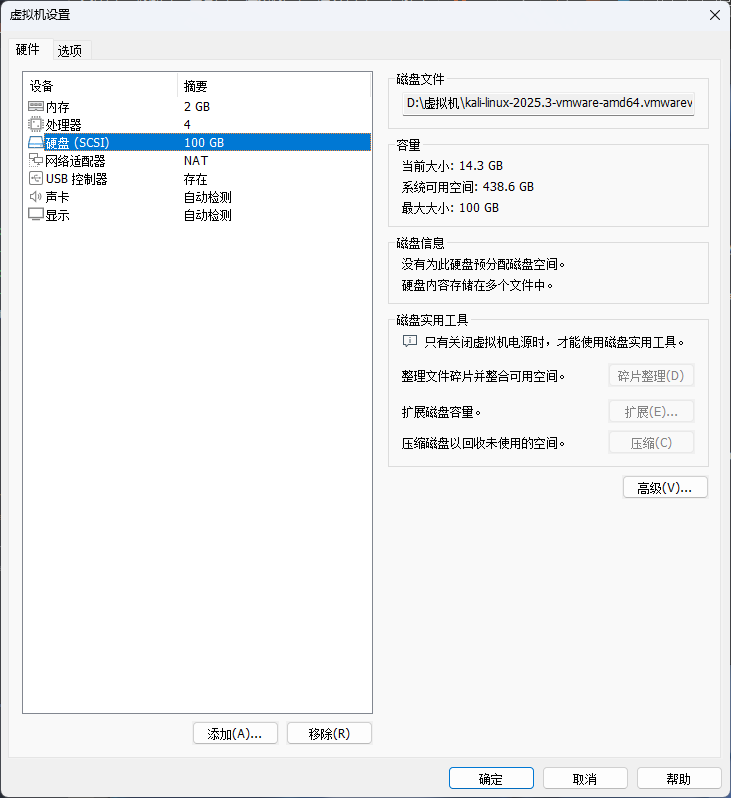 虚拟机设置
硬件 选项
设备 摘要
内存 2 GB
处理器 4
硬盘 (SCSI) 100 GB
网络适配器 NAT
USB 控制器 存在
声卡 自动检测
显示 自动检测
添加(A)... 移除(R)
磁盘文件
D:\虚拟机\kali-linux-2025.3-vmware-amd64.vmwarev
容量
当前大小: 14.3 GB
系统可用空间: 438.6 GB
最大大小: 100 GB
磁盘信息
没有为此硬盘预分配磁盘空间。
硬盘内容存储在多个文件中。
磁盘实用工具
只有关闭虚拟机电源时，才能使用磁盘实用工具。
整理文件碎片并整合可用空间。 碎片整理(D)
扩展磁盘容量。 扩展(E)...
压缩磁盘以回收未使用的空间。 压缩(C)
高级(V)...
确定 取消 帮助